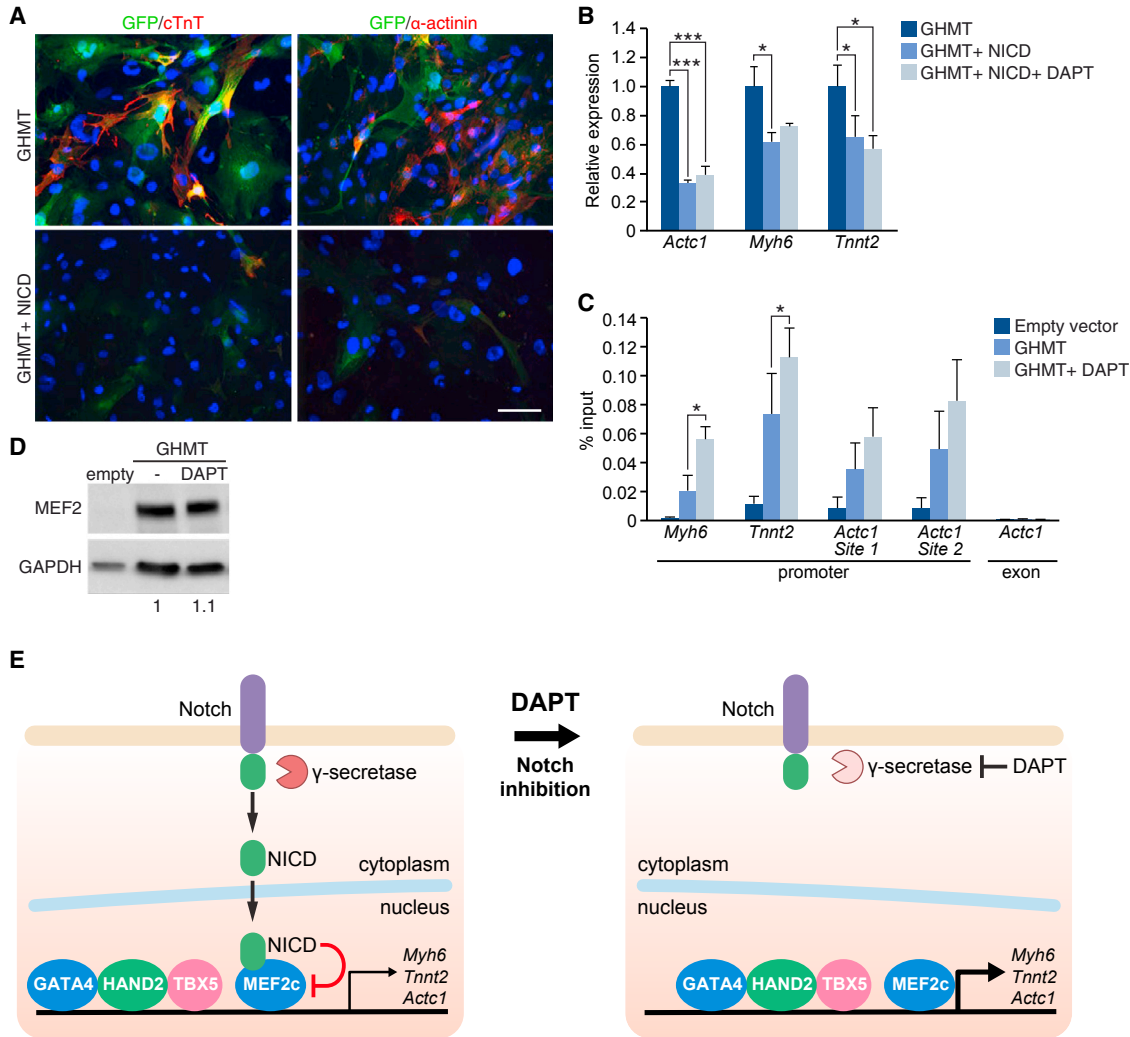 A
GFP/cTnT
GFP/α-actinin
GHMT
GHMT+ NICD
B
Relative expression
1.4
1.2
1.0
0.8
0.6
0.4
0.2
0
***
***
*
*
*
Actc1
Myh6
Tnnt2
GHMT
GHMT+ NICD
GHMT+ NICD+ DAPT
C
% input
0.14
0.12
0.10
0.08
0.06
0.04
0.02
0
*
*
Myh6
Tnnt2
Actc1
Site 1
Actc1
Site 2
Actc1
promoter
exon
Empty vector
GHMT
GHMT+ DAPT
D
GHMT
empty
-
DAPT
MEF2
GAPDH
1
1.1
E
Notch
γ-secretase
NICD
cytoplasm
nucleus
NICD
GATA4
HAND2
TBX5
MEF2c
Myh6
Tnnt2
Actc1
DAPT
Notch
inhibition
Notch
γ-secretase
DAPT
cytoplasm
nucleus
GATA4
HAND2
TBX5
MEF2c
Myh6
Tnnt2
Actc1